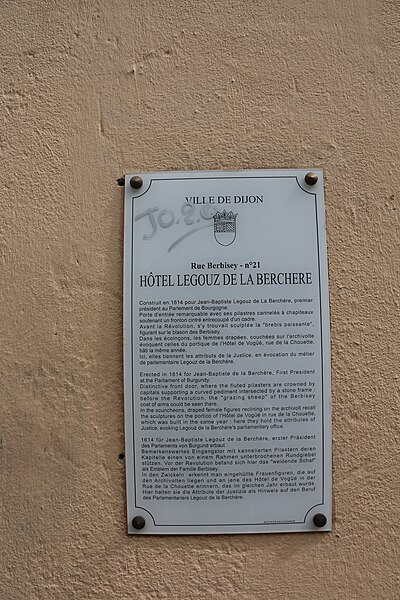 VILLE DE DIJON
JO.2.0
Rue Berbisey - n°21
HÔTEL LEGOUZ DE LA BERCHERE
Construit en 1614 pour Jean-Baptiste Legouz de La Berchère, premier
président au Parlement de Bourgogne.
Porte d'entrée remarquable avec ses pilastres cannelés à chapiteaux
soutenant un fronton cintré entrecoupé d'un cadre.
Avant la Révolution, s'y trouvait sculptée la "brebis paissante",
figurant sur le blason des Berbisey.
Dans les écoinçons, les femmes drapées, couchées sur l'archivolte
évoquent celles du portique de l'Hôtel de Vogüé, rue de la Chouette,
bâti la même année.
Ici, elles tiennent les attributs de la Justice, en évocation du métier
de parlementaire Legouz de la Berchère.
Erected in 1614 for Jean-Baptiste de la Berchère, First President
at the Parliament of Burgundy.
Distinctive front door, where the fluted pilasters are crowned by
capitals supporting a curved pediment intersected by a stone frame :
before the Revolution, the "grazing sheep" of the Berbisey
coat of arms could be seen there.
In the scuncheons, draped female figures reclining on the archivolt recall
the sculptures on the portico of l'Hôtel de Vogüé in rue de la Chouette,
which was built in the same year : here they hold the attributes of
Justice, evoking Legouz de la Berchère's parliamentary office.
1614 für Jean-Baptiste Legouz de la Berchère, erster Präsident
des Parlaments von Burgund erbaut.
Bemerkenswertes Eingangstor mit kannelierten Pilastern deren
Kapitelle einen von einem Rahmen unterbrochenen Rundgiebel
stützen. Vor der Revolution befand sich hier das "weidende Schaf"
als Emblem der Familie Berbisey.
In den Zwickeln erkennt man eingehüllte Frauenfiguren, die auf
den Archivolten liegen und an jene des Hôtel de Vogüé in der
Rue de la Chouette erinnern, das im gleichen Jahr erbaut wurde.
Hier halten sie die Attribute der Justizia als Hinweis auf den Beruf
des Parlamentariers Legouz de la Berchère.